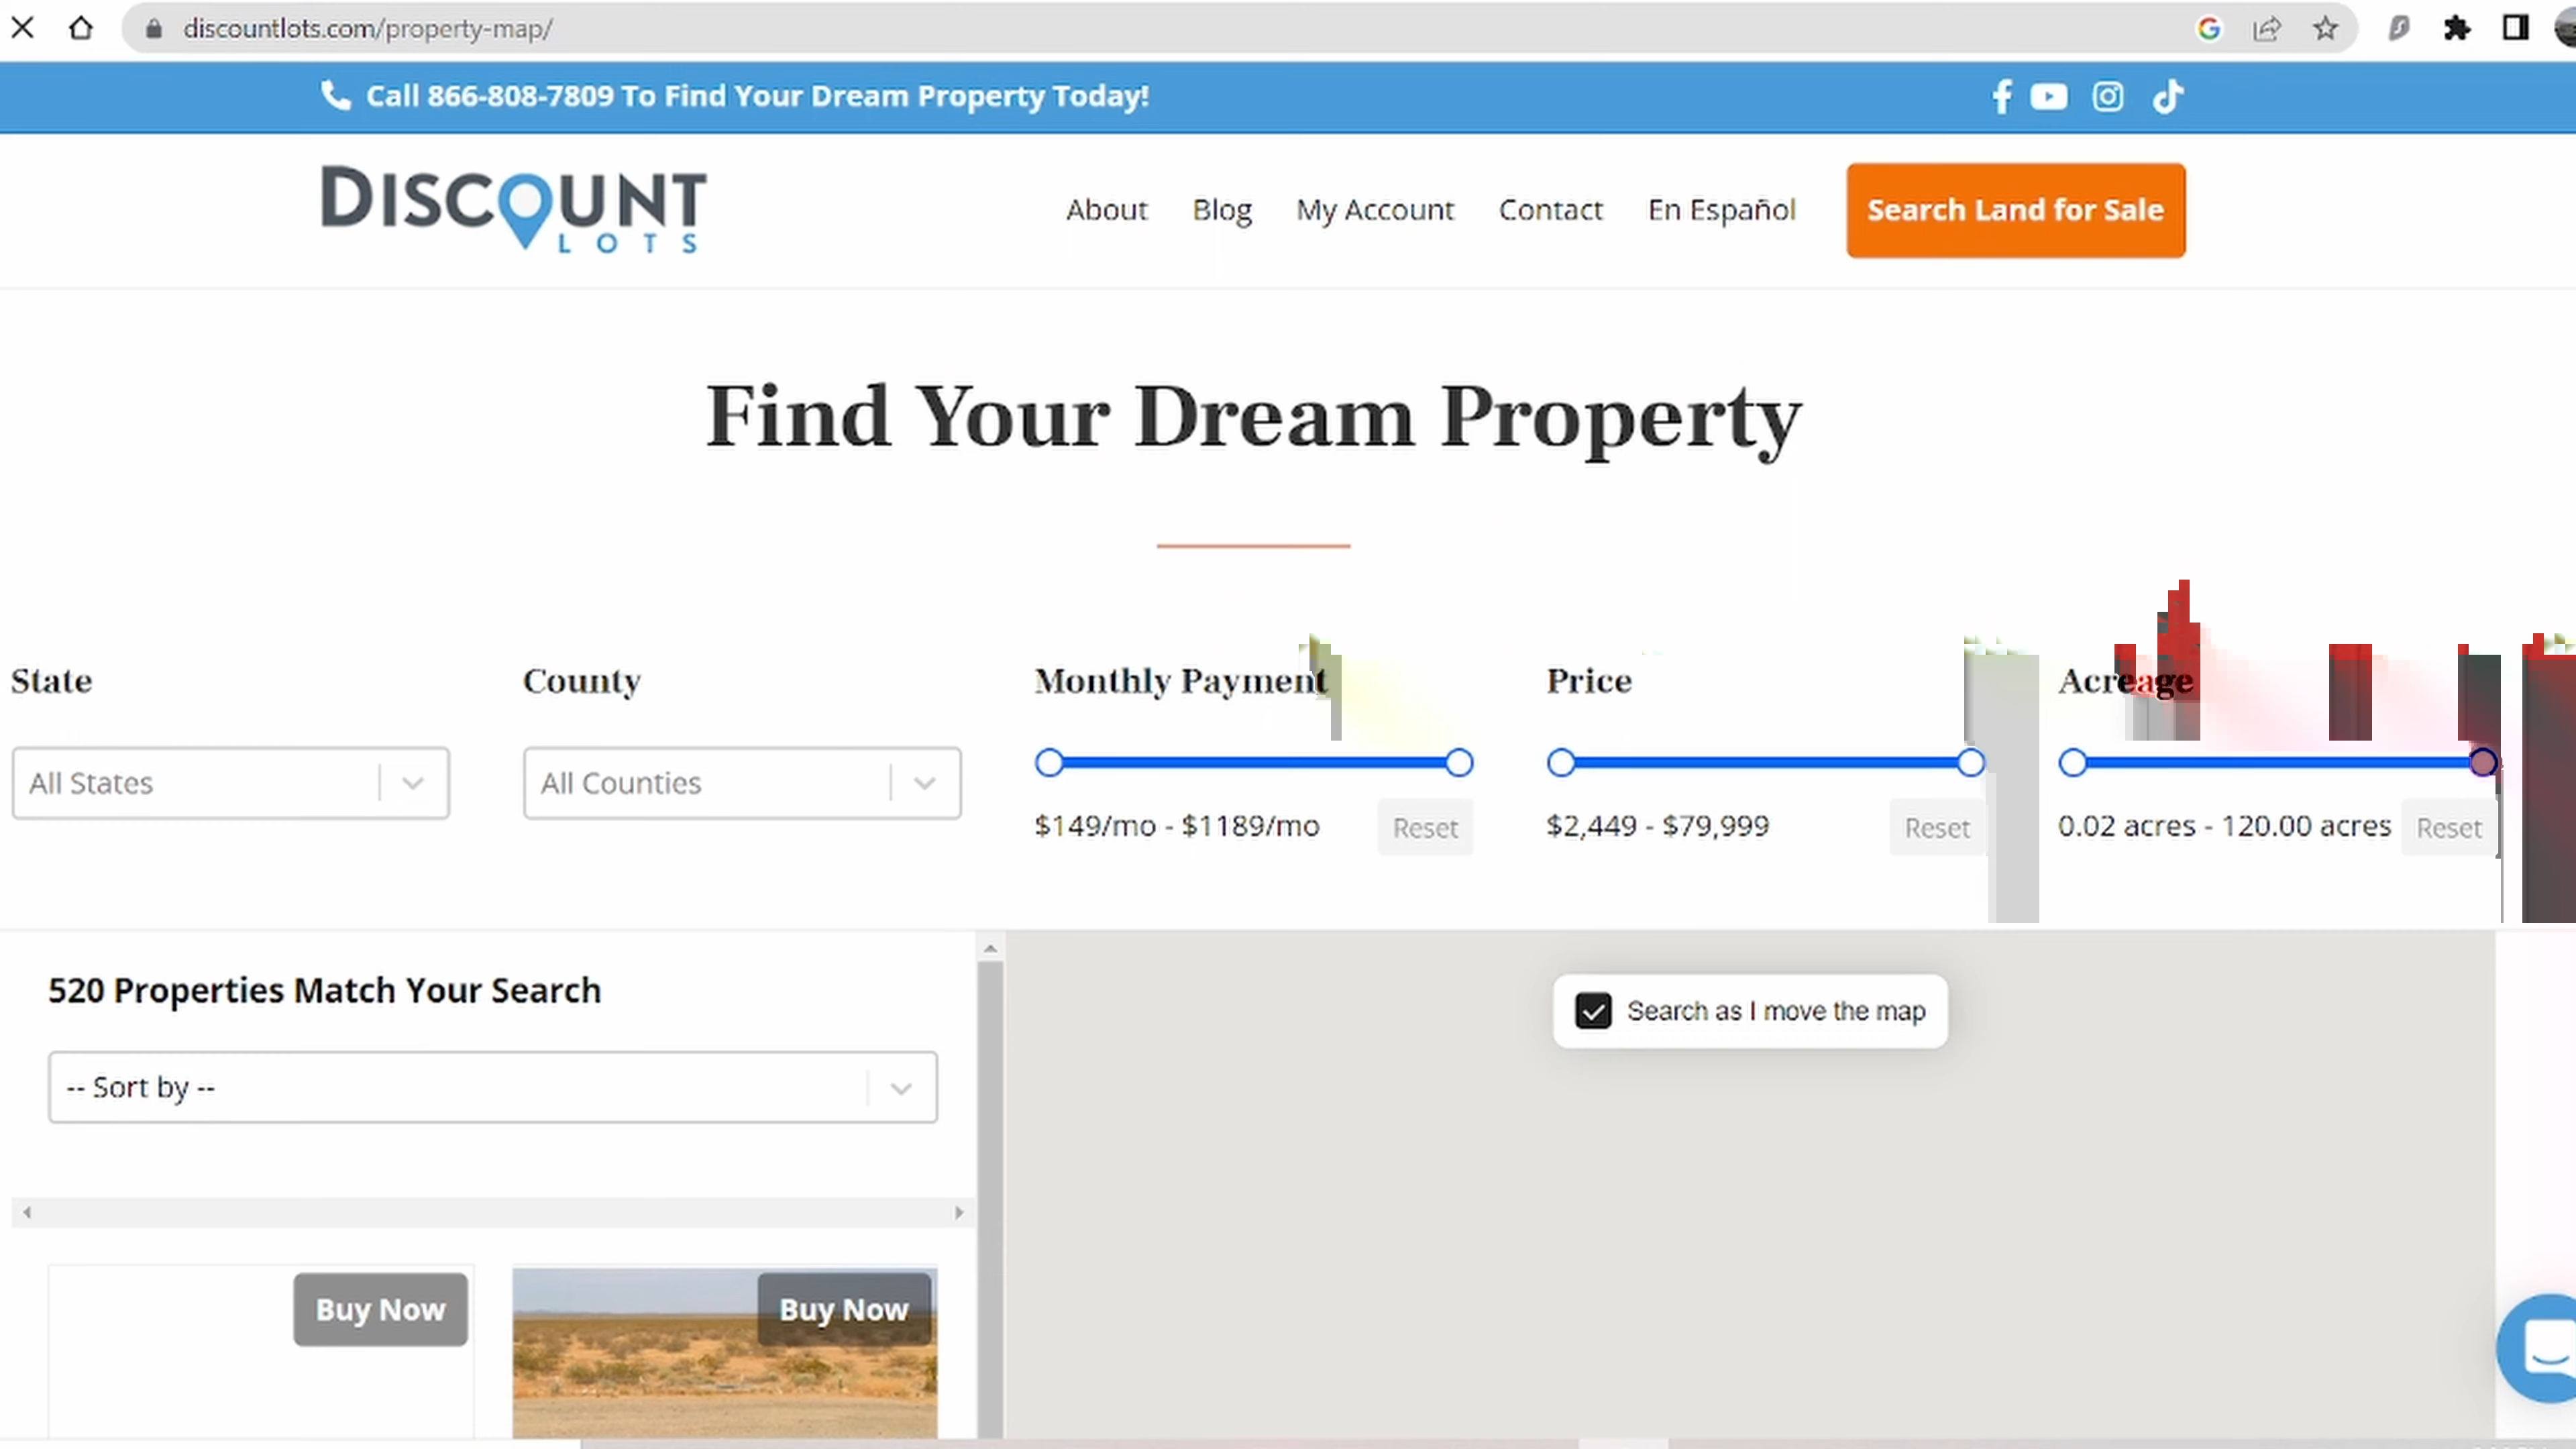 discountlots.com/property-map/
Call 866-808-7809 To Find Your Dream Property Today!
DISCOUNT
LOTS
About Blog My Account Contact En Español Search Land for Sale
Find Your Dream Property
State County Monthly Payment Price Acreage
All States All Counties
$149/mo - $1189/mo Reset $2,449 - $79,999 Reset 0.02 acres - 120.00 acres Reset
520 Properties Match Your Search
Search as I move the map
-- Sort by --
Buy Now Buy Now